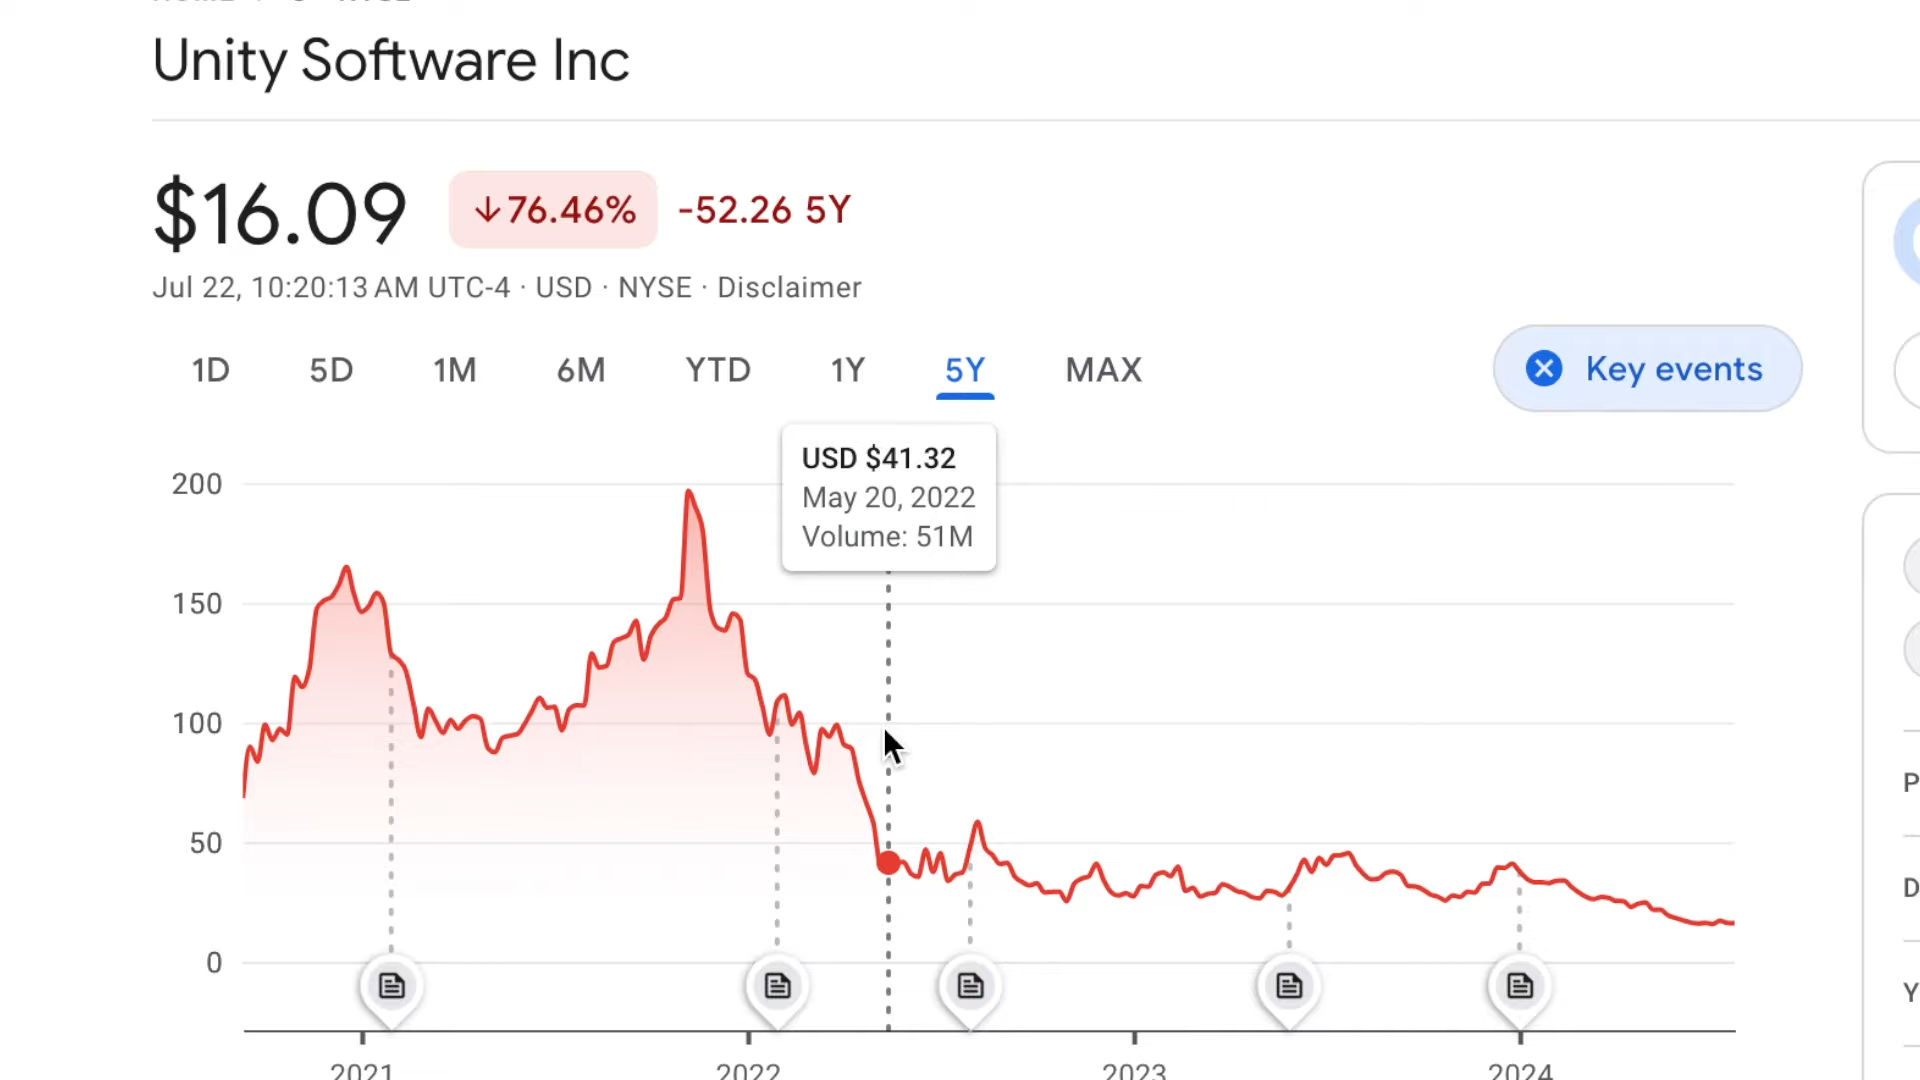 Unity Software Inc
$16.09 ↓76.46% -52.26 5Y
Jul 22, 10:20:13 AM UTC-4 · USD · NYSE · Disclaimer
1D 5D 1M 6M YTD 1Y 5Y MAX
Key events
USD $41.32
May 20, 2022
Volume: 51M
200
150
100
50
0
2021 2022 2023 2024
P
D
Y